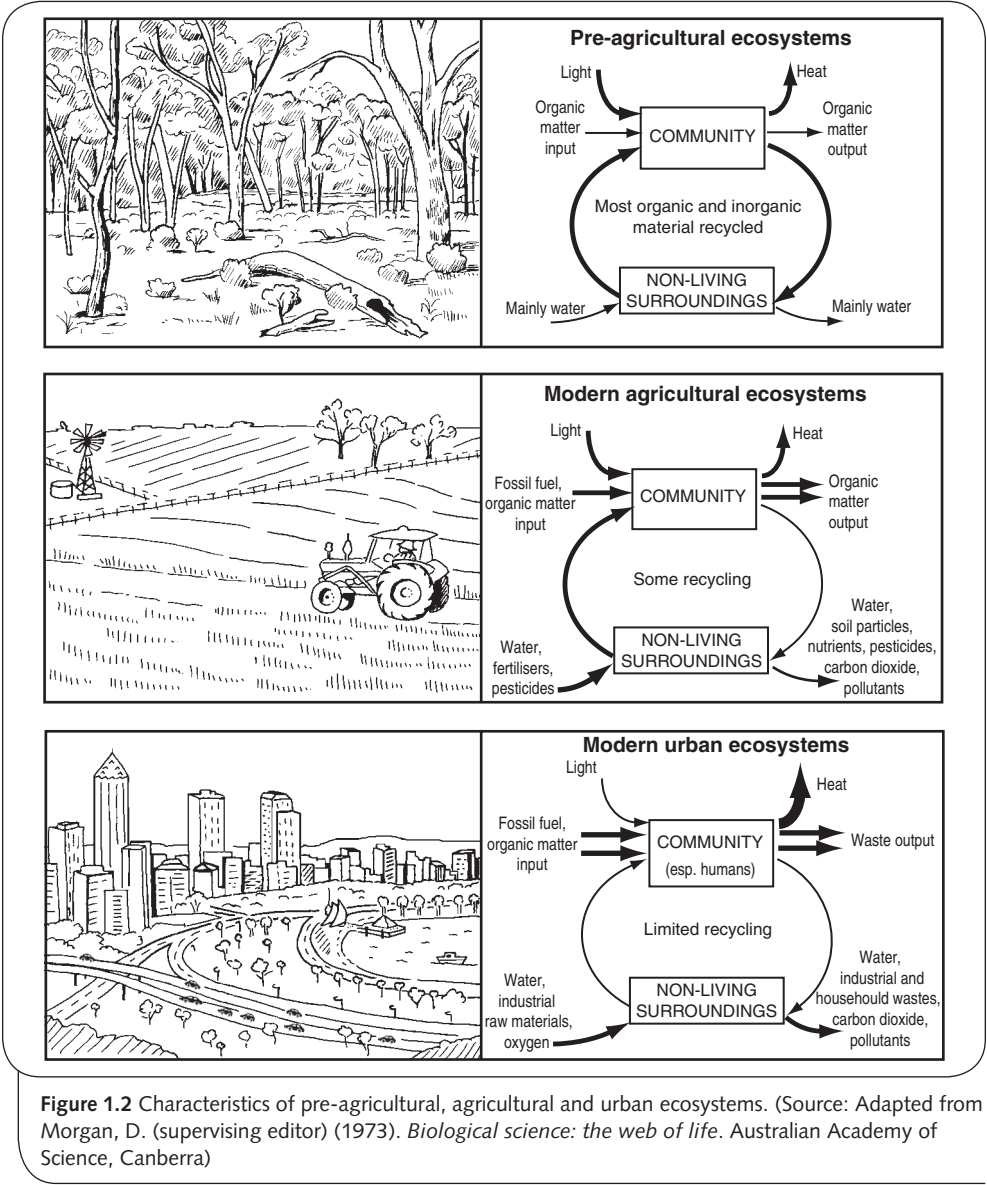 Pre-agricultural ecosystems
Light
Heat
Organic
matter
input
COMMUNITY
Organic
matter
output
Most organic and inorganic
material recycled
NON-LIVING
SURROUNDINGS
Mainly water
Mainly water
Modern agricultural ecosystems
Light
Heat
Fossil fuel,
organic matter
input
COMMUNITY
Organic
matter
output
Some recycling
Water,
fertilisers,
pesticides
NON-LIVING
SURROUNDINGS
Water,
soil particles,
nutrients, pesticides,
carbon dioxide,
pollutants
Modern urban ecosystems
Light
Heat
Fossil fuel,
organic matter
input
COMMUNITY
(esp. humans)
Waste output
Limited recycling
Water,
industrial
raw materials,
oxygen
NON-LIVING
SURROUNDINGS
Water,
industrial and
househould wastes,
carbon dioxide,
pollutants
Figure 1.2 Characteristics of pre-agricultural, agricultural and urban ecosystems. (Source: Adapted from
Morgan, D. (supervising editor) (1973). Biological science: the web of life. Australian Academy of
Science, Canberra)